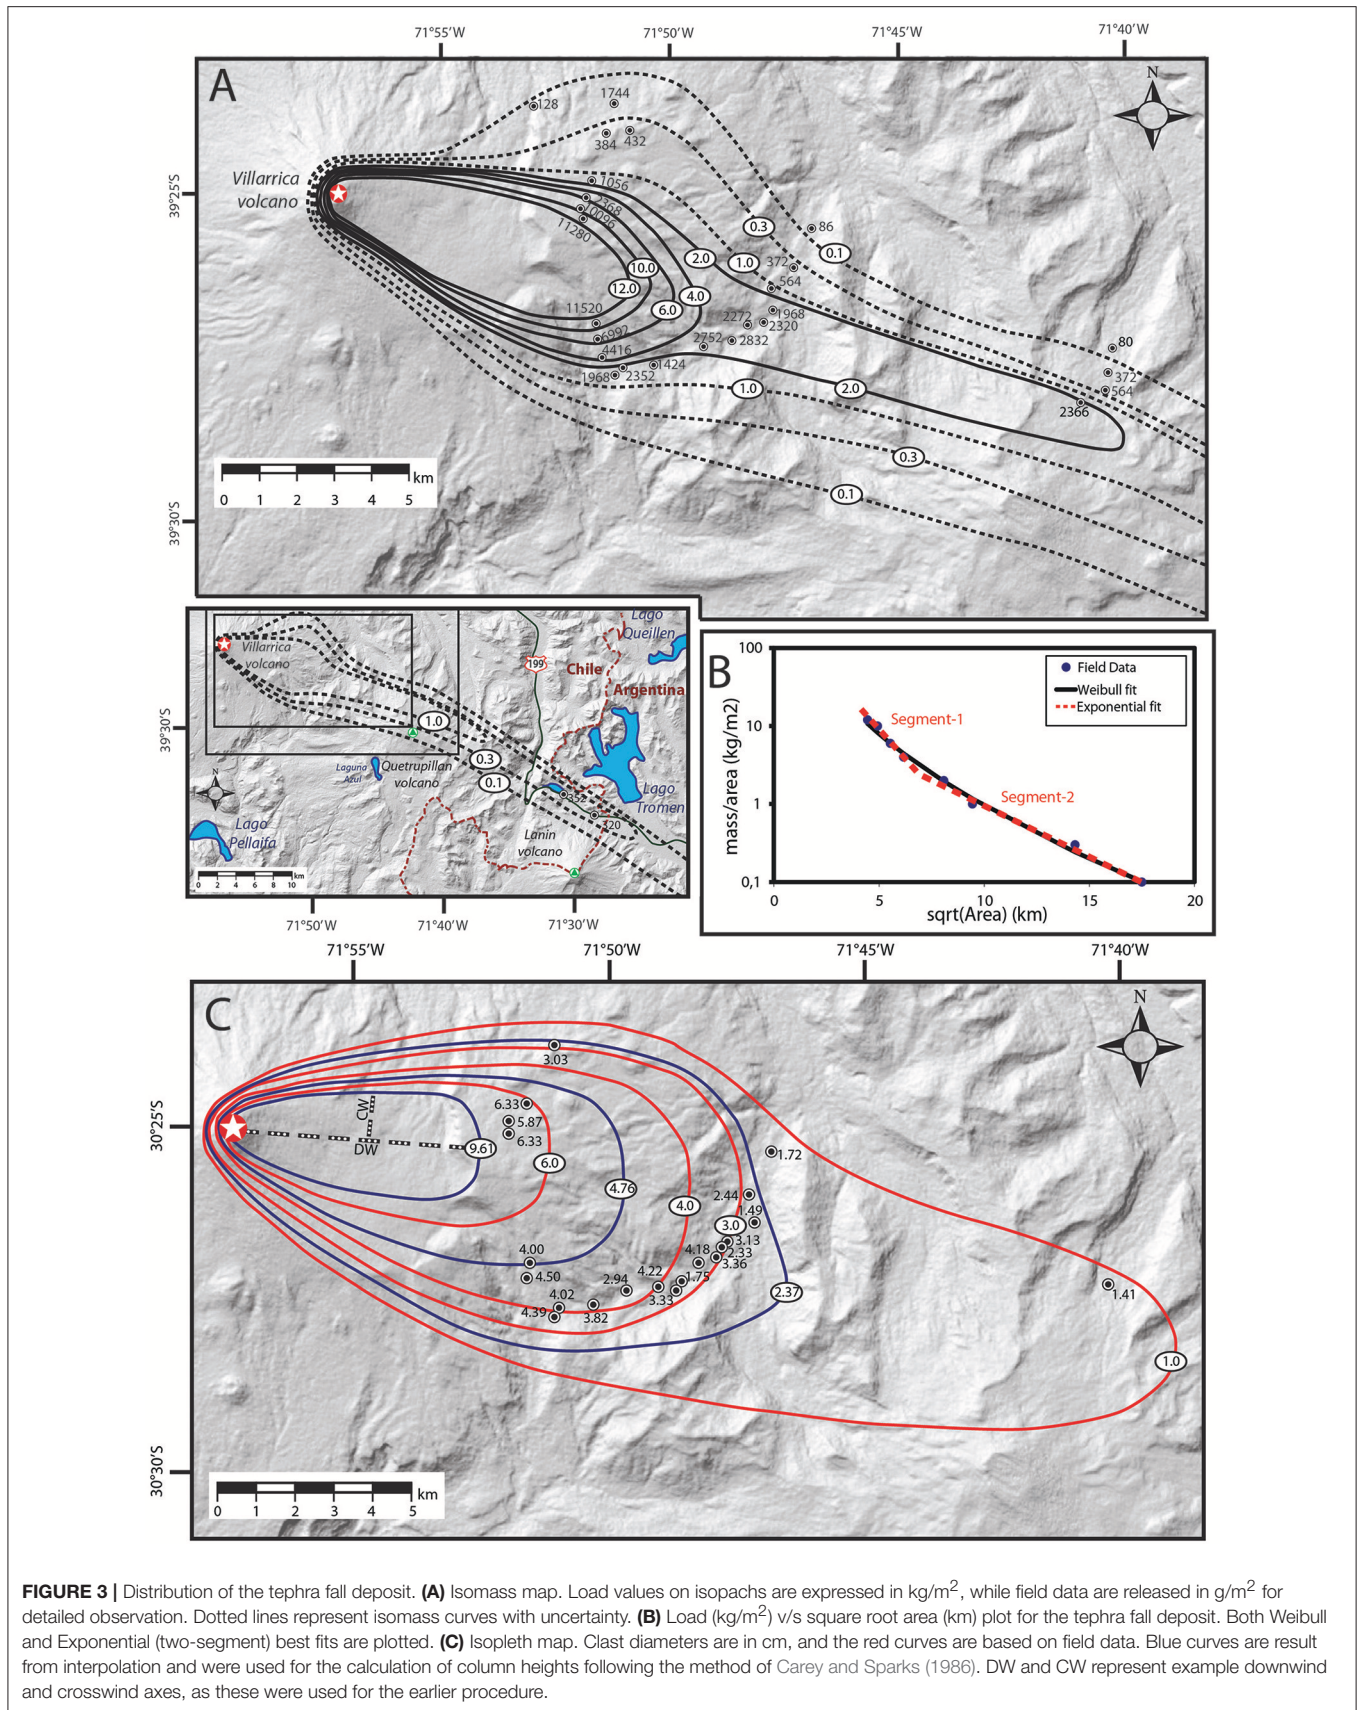 71°55'W
71°50'W
71°45'W
71°40'W
A
N
1744
128
384
432
Villarrica
volcano
39°25'S
1056
2368
10096
11280
0.3
86
0.1
2.0
1.0
372
10.0
564
12.0
4.0
6.0
11520
1968
2272
2320
6992
2752
2832
80
4416
1424
372
1968
2352
564
1.0
2.0
2366
0.3
0.1
km
0 1 2 3 4 5
39°30'S
Lago
Queillen
Villarrica
volcano
199
Chile
Argentina
39°30'S
1.0
0.3
Laguna
Azul
Quetrupillan
volcano
0.1
N
Lago
Tromen
352
320
Lago
Pellaifa
Lanin
volcano
0 2 4 6 8 10 km
71°50'W
71°40'W
71°30'W
B
100
10
1
0,1
mass/area (kg/m2)
Field Data
Weibull fit
Exponential fit
Segment-1
Segment-2
0 5 10 15 20
sqrt(Area) (km)
71°55'W
71°50'W
71°45'W
71°40'W
C
N
3.03
CW
6.33
5.87
6.33
30°25'S
DW
9.61
6.0
1.72
4.76
2.44
4.0
1.49
3.0
3.13
4.00
4.18
2.33
3.36
4.50
4.22
1.75
2.94
2.37
1.41
4.02
3.33
4.39
3.82
1.0
30°30'S
km
0 1 2 3 4 5
FIGURE 3 | Distribution of the tephra fall deposit. (A) Isomass map. Load values on isopachs are expressed in kg/m², while field data are released in g/m² for
detailed observation. Dotted lines represent isomass curves with uncertainty. (B) Load (kg/m²) v/s square root area (km) plot for the tephra fall deposit. Both Weibull
and Exponential (two-segment) best fits are plotted. (C) Isopleth map. Clast diameters are in cm, and the red curves are based on field data. Blue curves are result
from interpolation and were used for the calculation of column heights following the method of Carey and Sparks (1986). DW and CW represent example downwind
and crosswind axes, as these were used for the earlier procedure.